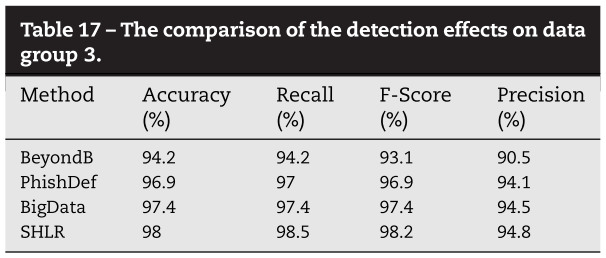 Table 17 – The comparison of the detection effects on data
group 3.
Method Accuracy (%) Recall (%) F-Score (%) Precision (%)
BeyondB 94.2 94.2 93.1 90.5
PhishDef 96.9 97 96.9 94.1
BigData 97.4 97.4 97.4 94.5
SHLR 98 98.5 98.2 94.8